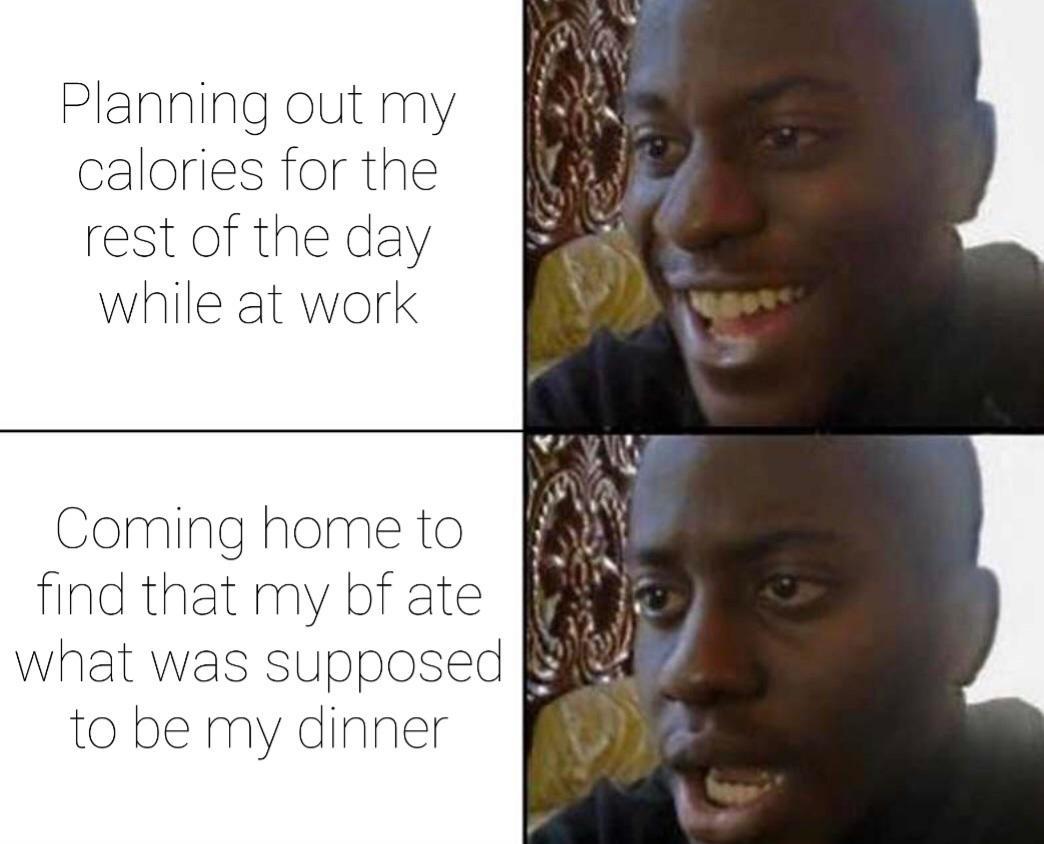 Planning out my
calories for the
rest of the day
while at work
Coming home to
find that my bf ate
what was supposed
to be my dinner